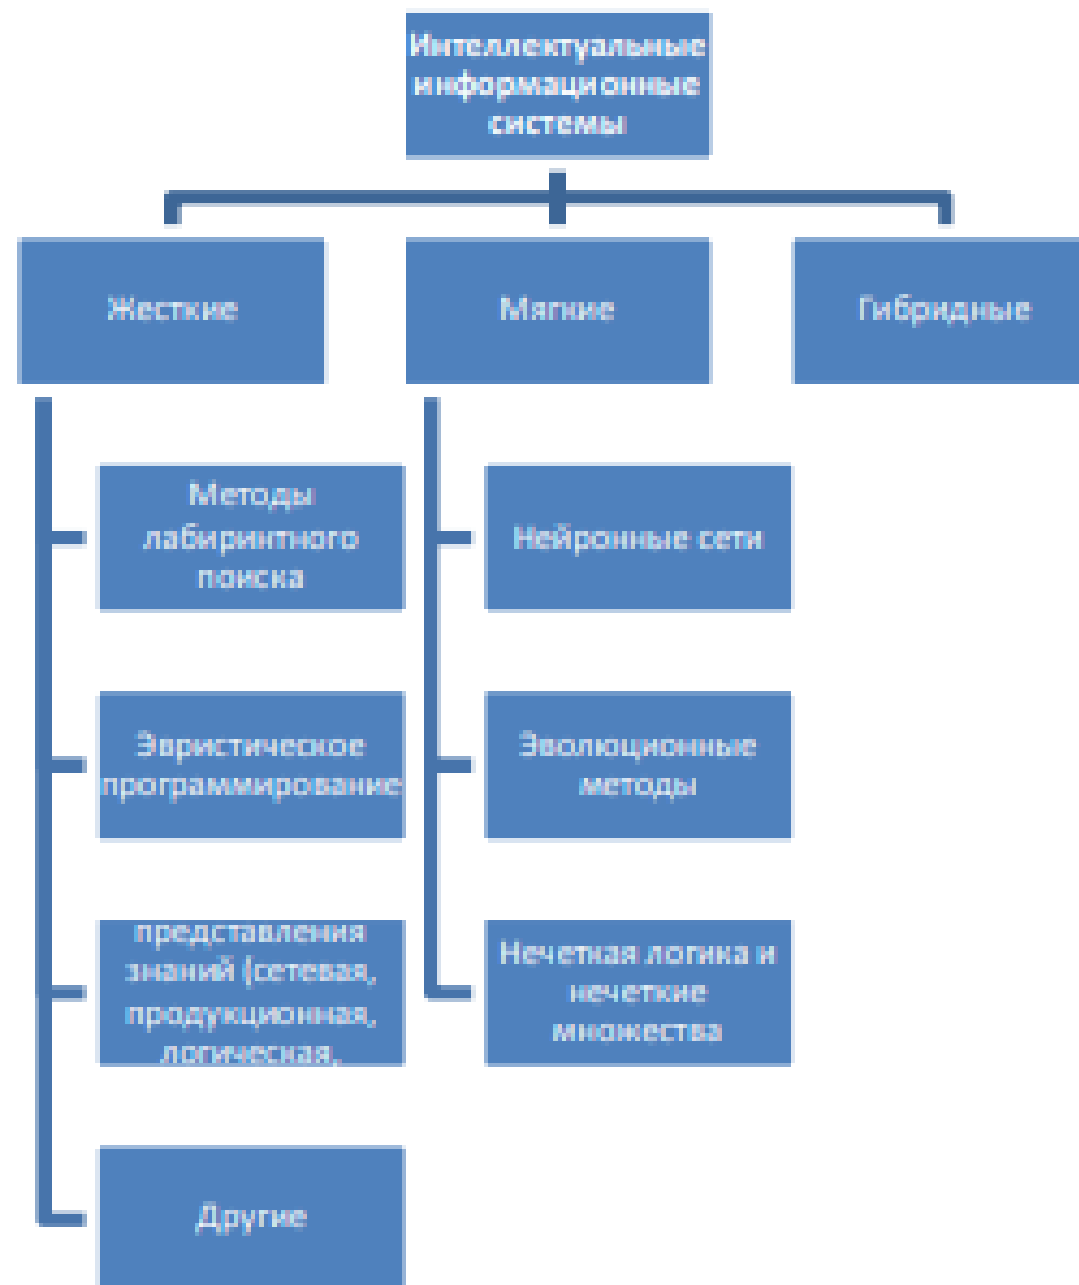 Интеллектуальные
информационные
системы
Жесткие
Мягкие
Гибридные
Методы
лабиринтного
поиска
Нейронные сети
Эвристическое
программирование
Эволюционные
методы
представления
знаний (сетевая,
продукционная,
логическая,
Нечеткая логика и
нечеткие
множества
Другие